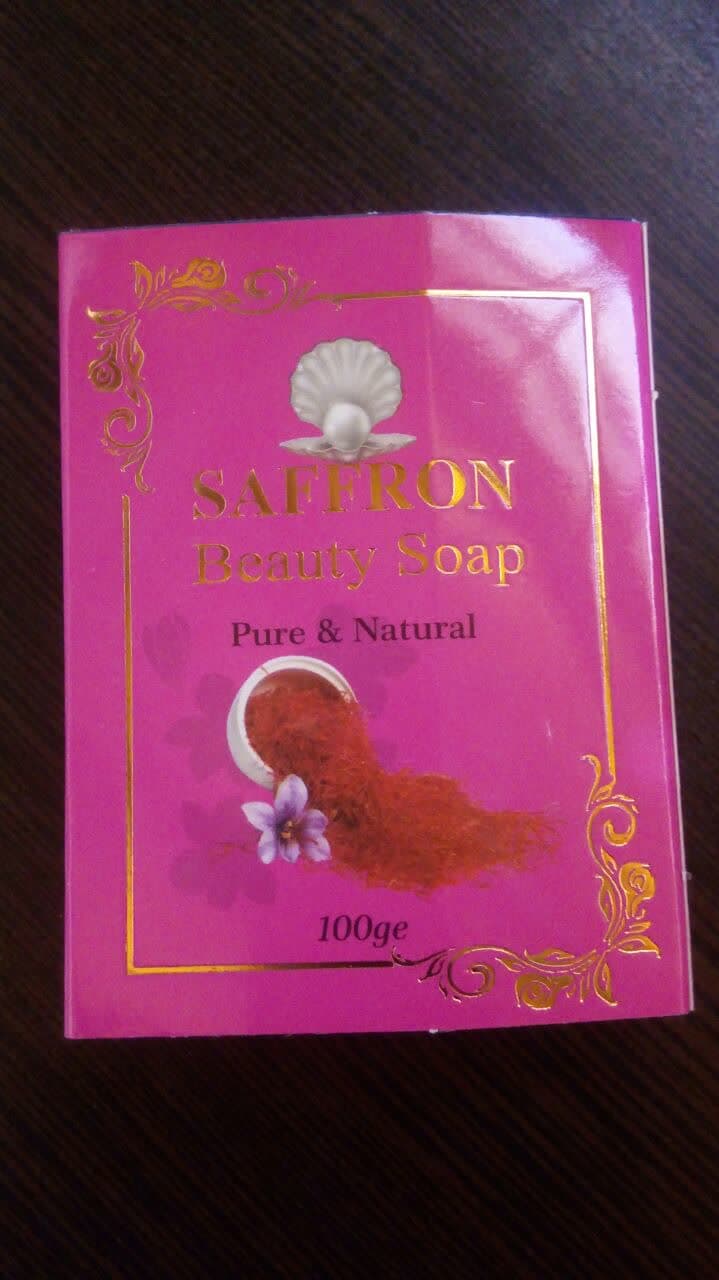 SAFFRON
Beauty Soap
Pure & Natural
100ge